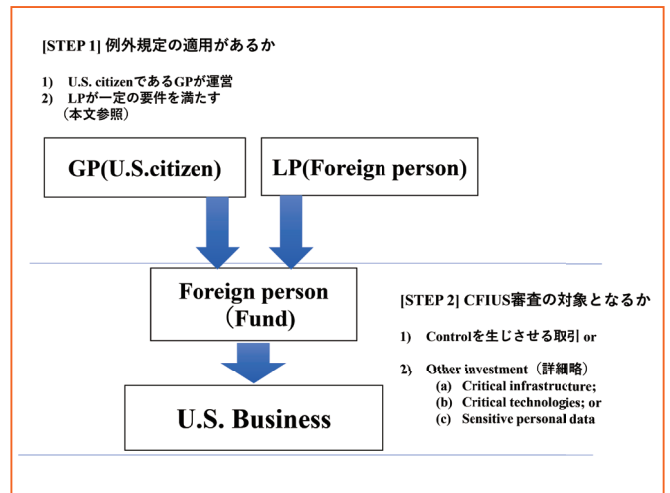 [STEP 1] 例外規定の適用があるか
1) U.S. citizenであるGPが運営
2) LPが一定の要件を満たす
（本文参照）
GP(U.S.citizen)
LP(Foreign person)
Foreign person
（Fund）
[STEP 2] CFIUS審査の対象となるか
1) Controlを生じさせる取引 or
2) Other investment（詳細略）
(a) Critical infrastructure;
(b) Critical technologies; or
(c) Sensitive personal data
U.S. Business